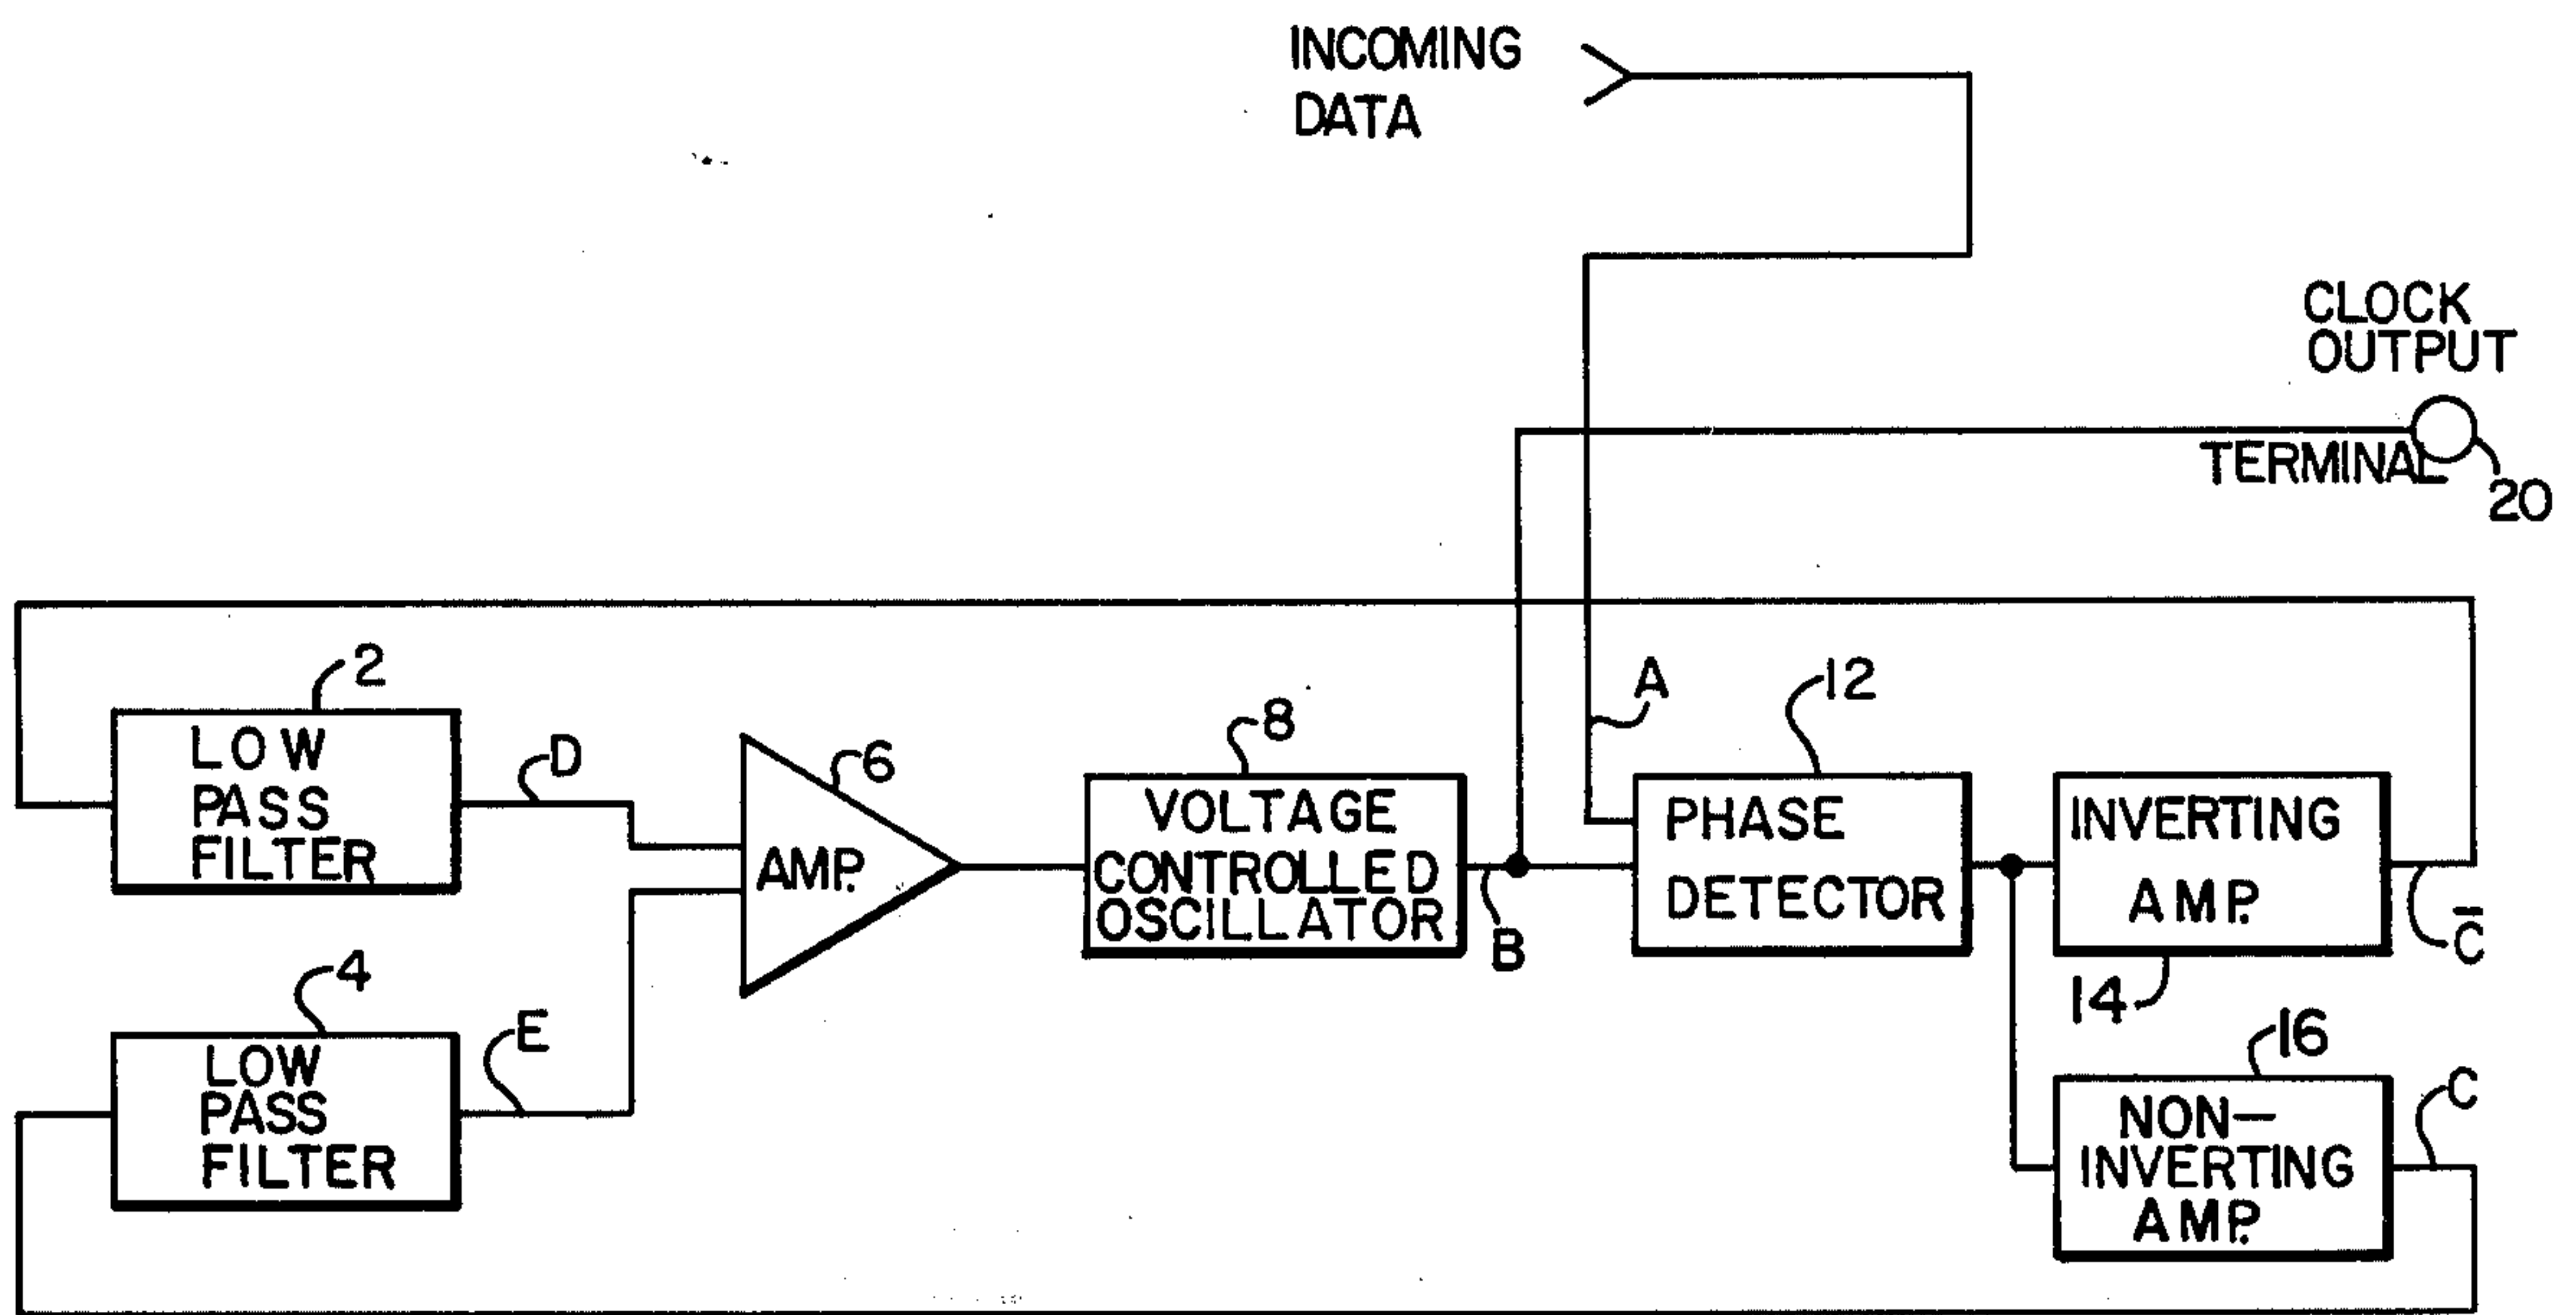 INCOMING
DATA
CLOCK
OUTPUT
TERMINAL
20
2
LOW
PASS
FILTER
D
6
AMP.
8
VOLTAGE
CONTROLLED
OSCILLATOR
B
A
12
PHASE
DETECTOR
INVERTING
AMP.
C̅
14
4
LOW
PASS
FILTER
E
16
NON-
INVERTING
AMP.
C